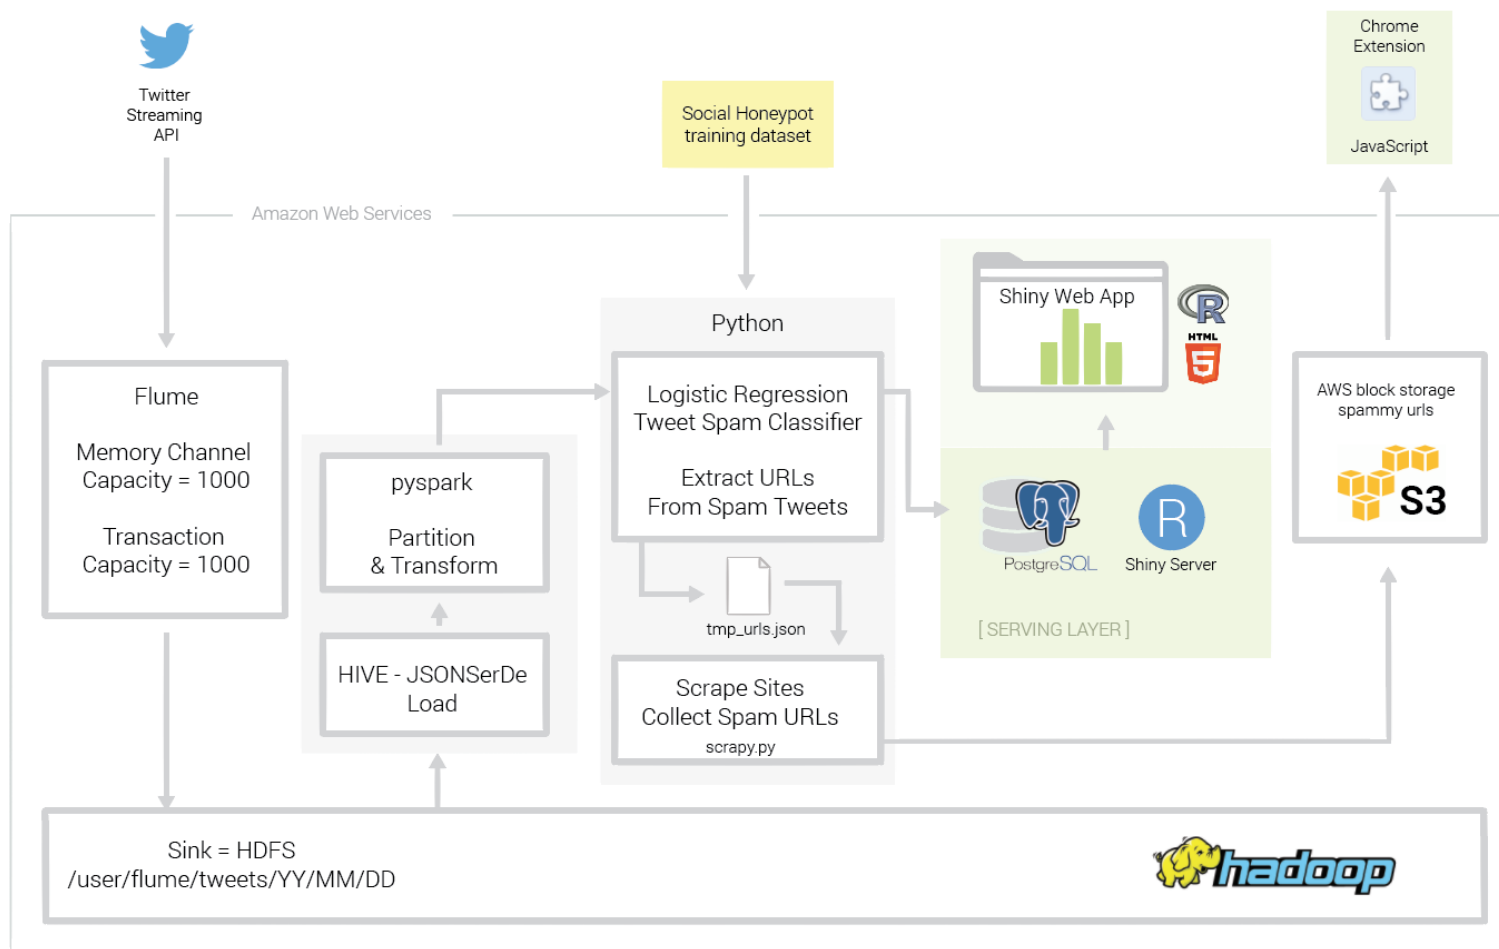 Twitter
Streaming
API
Social Honeypot
training dataset
Chrome
Extension
JavaScript
Amazon Web Services
Flume
Memory Channel
Capacity = 1000
Transaction
Capacity = 1000
pyspark
Partition
& Transform
HIVE - JSONSerDe
Load
Python
Logistic Regression
Tweet Spam Classifier
Extract URLs
From Spam Tweets
tmp_urls.json
Scrape Sites
Collect Spam URLs
scrapy.py
Shiny Web App
R
HTML
5
PostgreSQL
R
Shiny Server
[ SERVING LAYER ]
AWS block storage
spammy urls
S3
Sink = HDFS
/user/flume/tweets/YY/MM/DD
hadoop